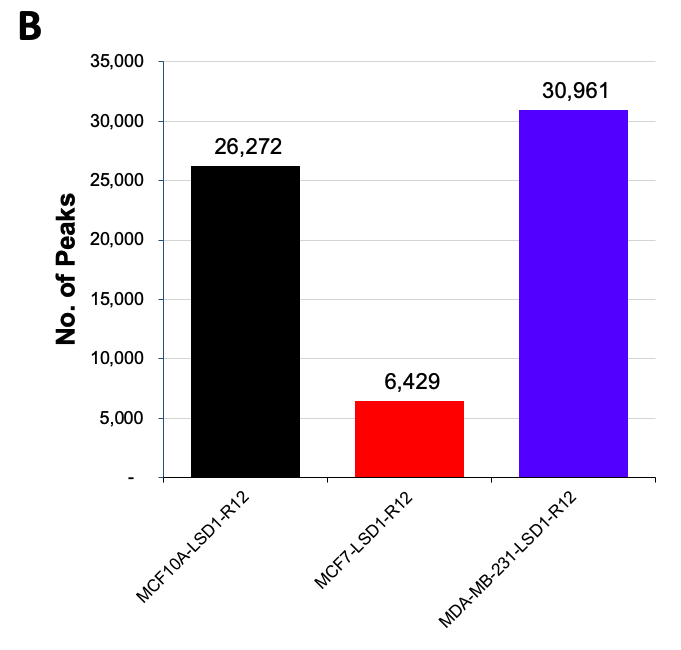 B
35,000
30,000
25,000
20,000
15,000
10,000
5,000
-
No. of Peaks
26,272
6,429
30,961
MCF10A-LSD1-R12
MCF7-LSD1-R12
MDA-MB-231-LSD1-R12